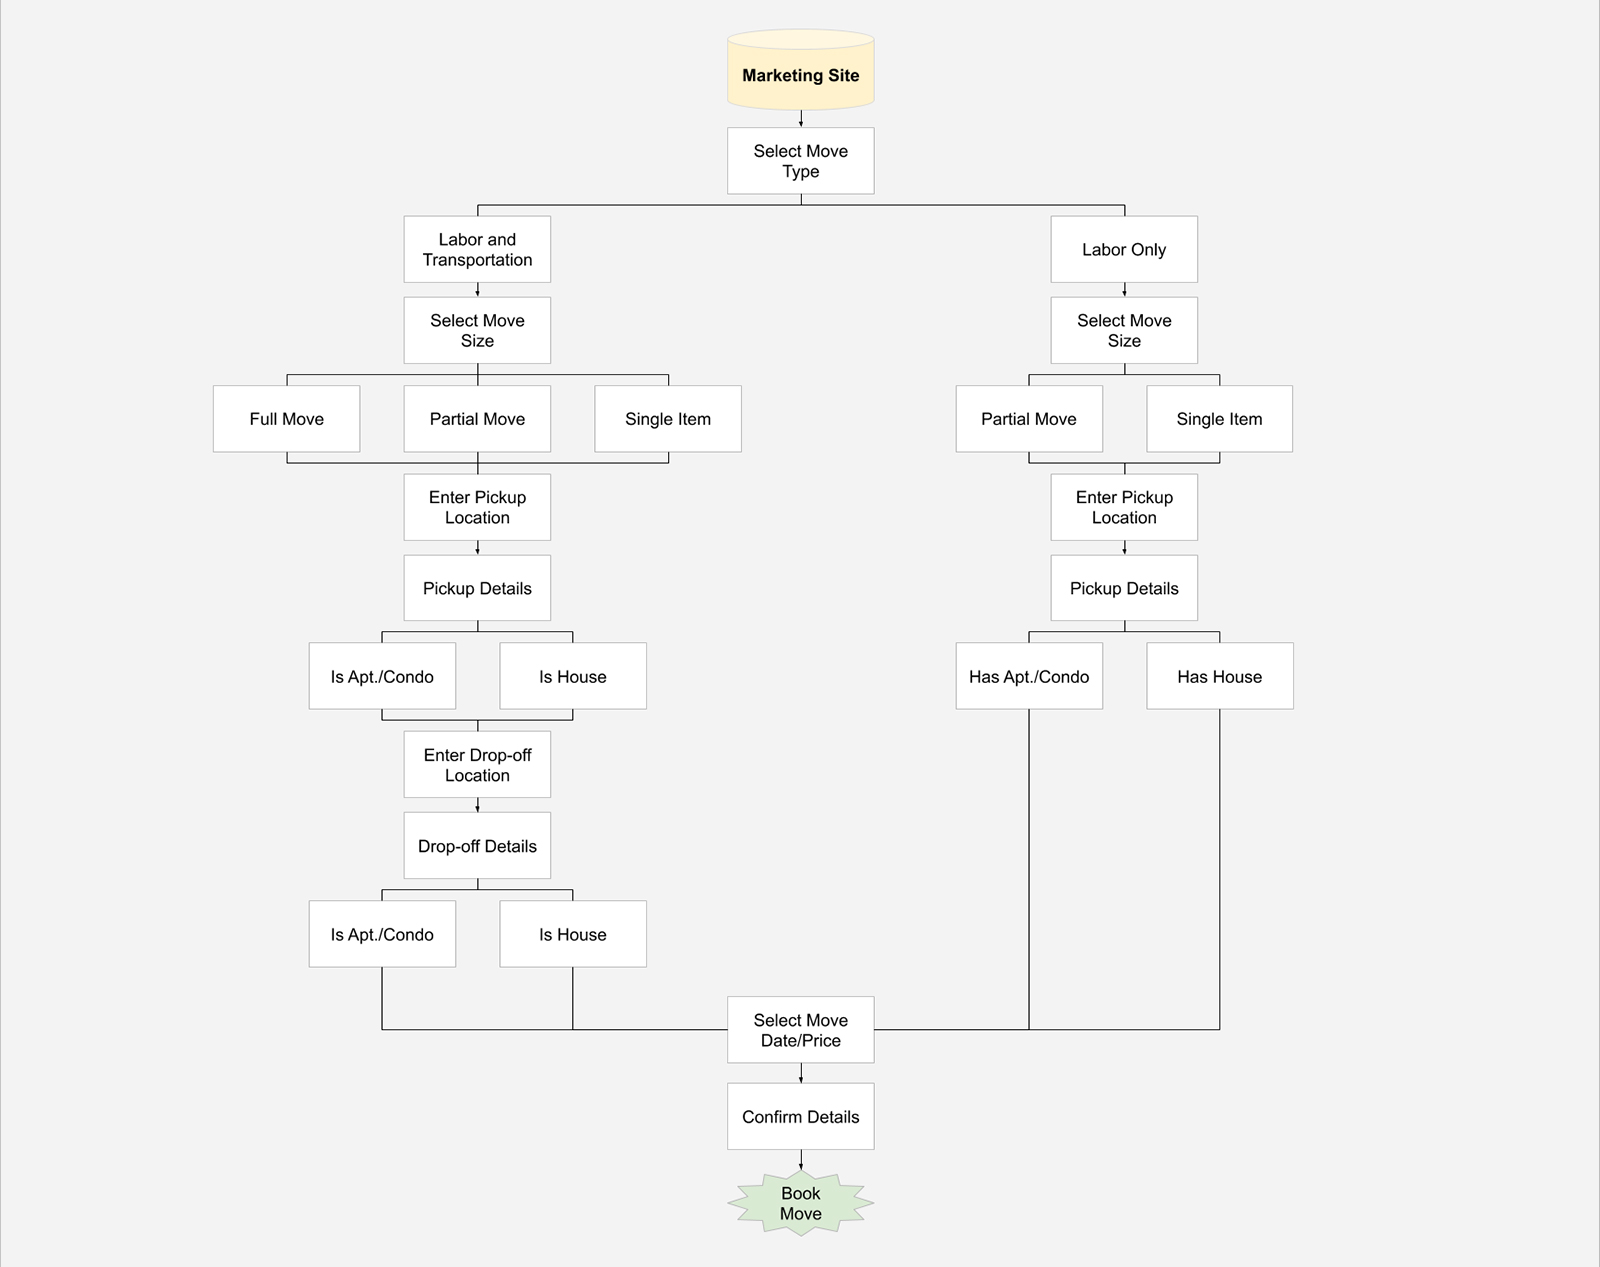 Marketing Site
Select Move
Type
Labor and
Transportation
Labor Only
Select Move
Size
Select Move
Size
Full Move
Partial Move
Single Item
Partial Move
Single Item
Enter Pickup
Location
Enter Pickup
Location
Pickup Details
Pickup Details
Is Apt./Condo
Is House
Has Apt./Condo
Has House
Enter Drop-off
Location
Drop-off Details
Is Apt./Condo
Is House
Select Move
Date/Price
Confirm Details
Book
Move